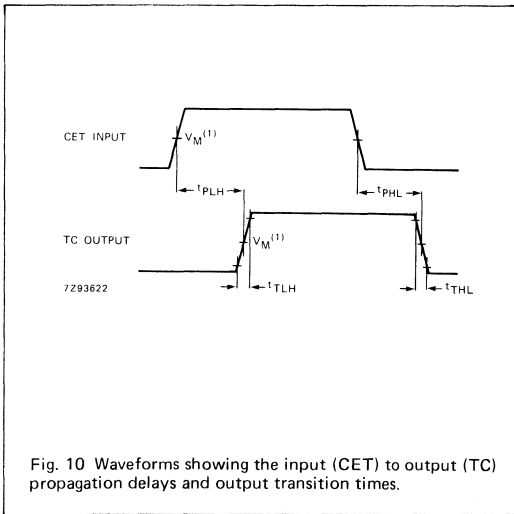 CET INPUT
VM(1)
tPLH
tPHL
TC OUTPUT
VM(1)
7Z93622
tTLH
tTHL
Fig. 10 Waveforms showing the input (CET) to output (TC)
propagation delays and output transition times.